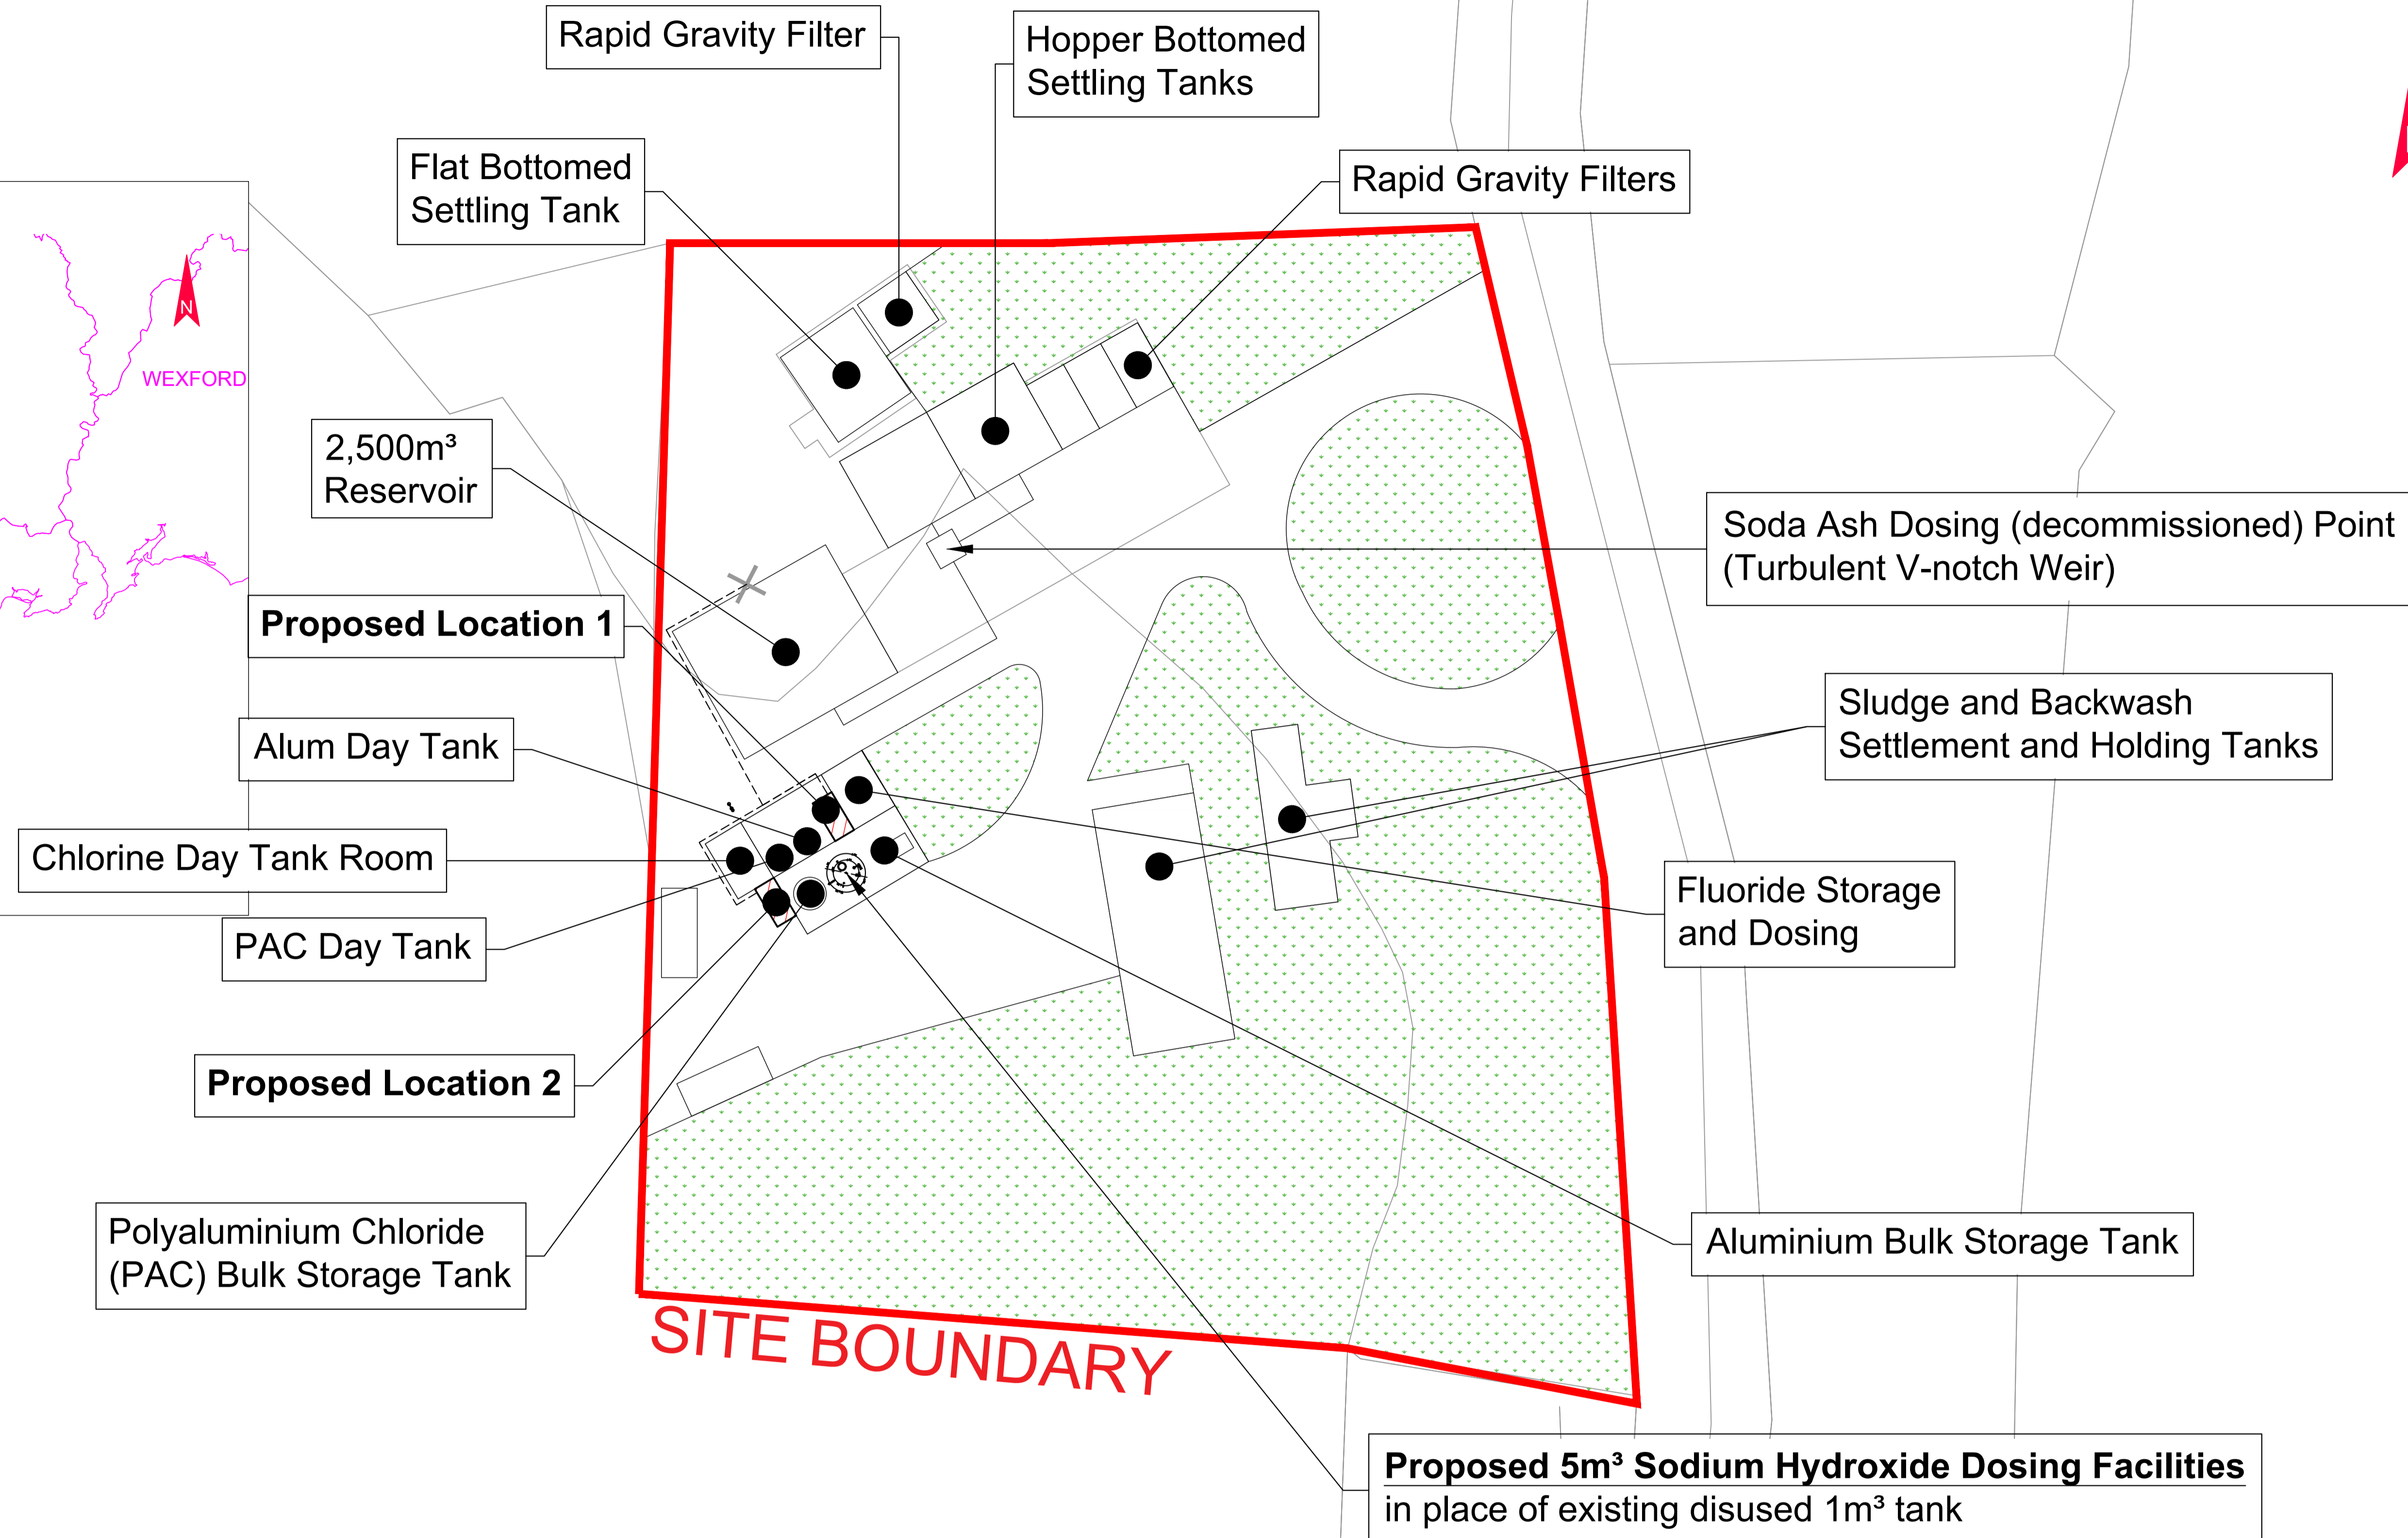 Rapid Gravity Filter
Hopper Bottomed
Settling Tanks
Flat Bottomed
Settling Tank
Rapid Gravity Filters
N
WEXFORD
2,500m³
Reservoir
Soda Ash Dosing (decommissioned) Point
(Turbulent V-notch Weir)
Proposed Location 1
Sludge and Backwash
Settlement and Holding Tanks
Alum Day Tank
Chlorine Day Tank Room
Fluoride Storage
and Dosing
PAC Day Tank
Proposed Location 2
Polyaluminium Chloride
(PAC) Bulk Storage Tank
Aluminium Bulk Storage Tank
SITE BOUNDARY
Proposed 5m³ Sodium Hydroxide Dosing Facilities
in place of existing disused 1m³ tank